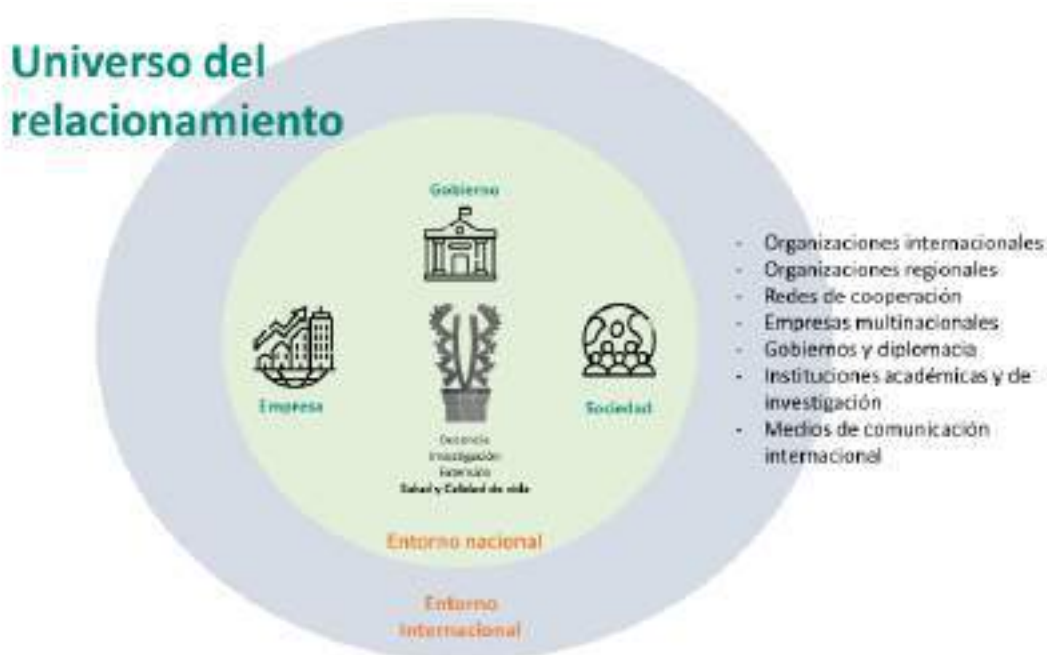 Universo del
relacionamiento
Gobierno
Empresa
Sociedad
Docencia
Investigación
Extensión
Salud y Calidad de vida
Entorno nacional
Entorno
Internacional
- Organizaciones internacionales
- Organizaciones regionales
- Redes de cooperación
- Empresas multinacionales
- Gobiernos y diplomacia
- Instituciones académicas y de
investigación
- Medios de comunicación
internacional